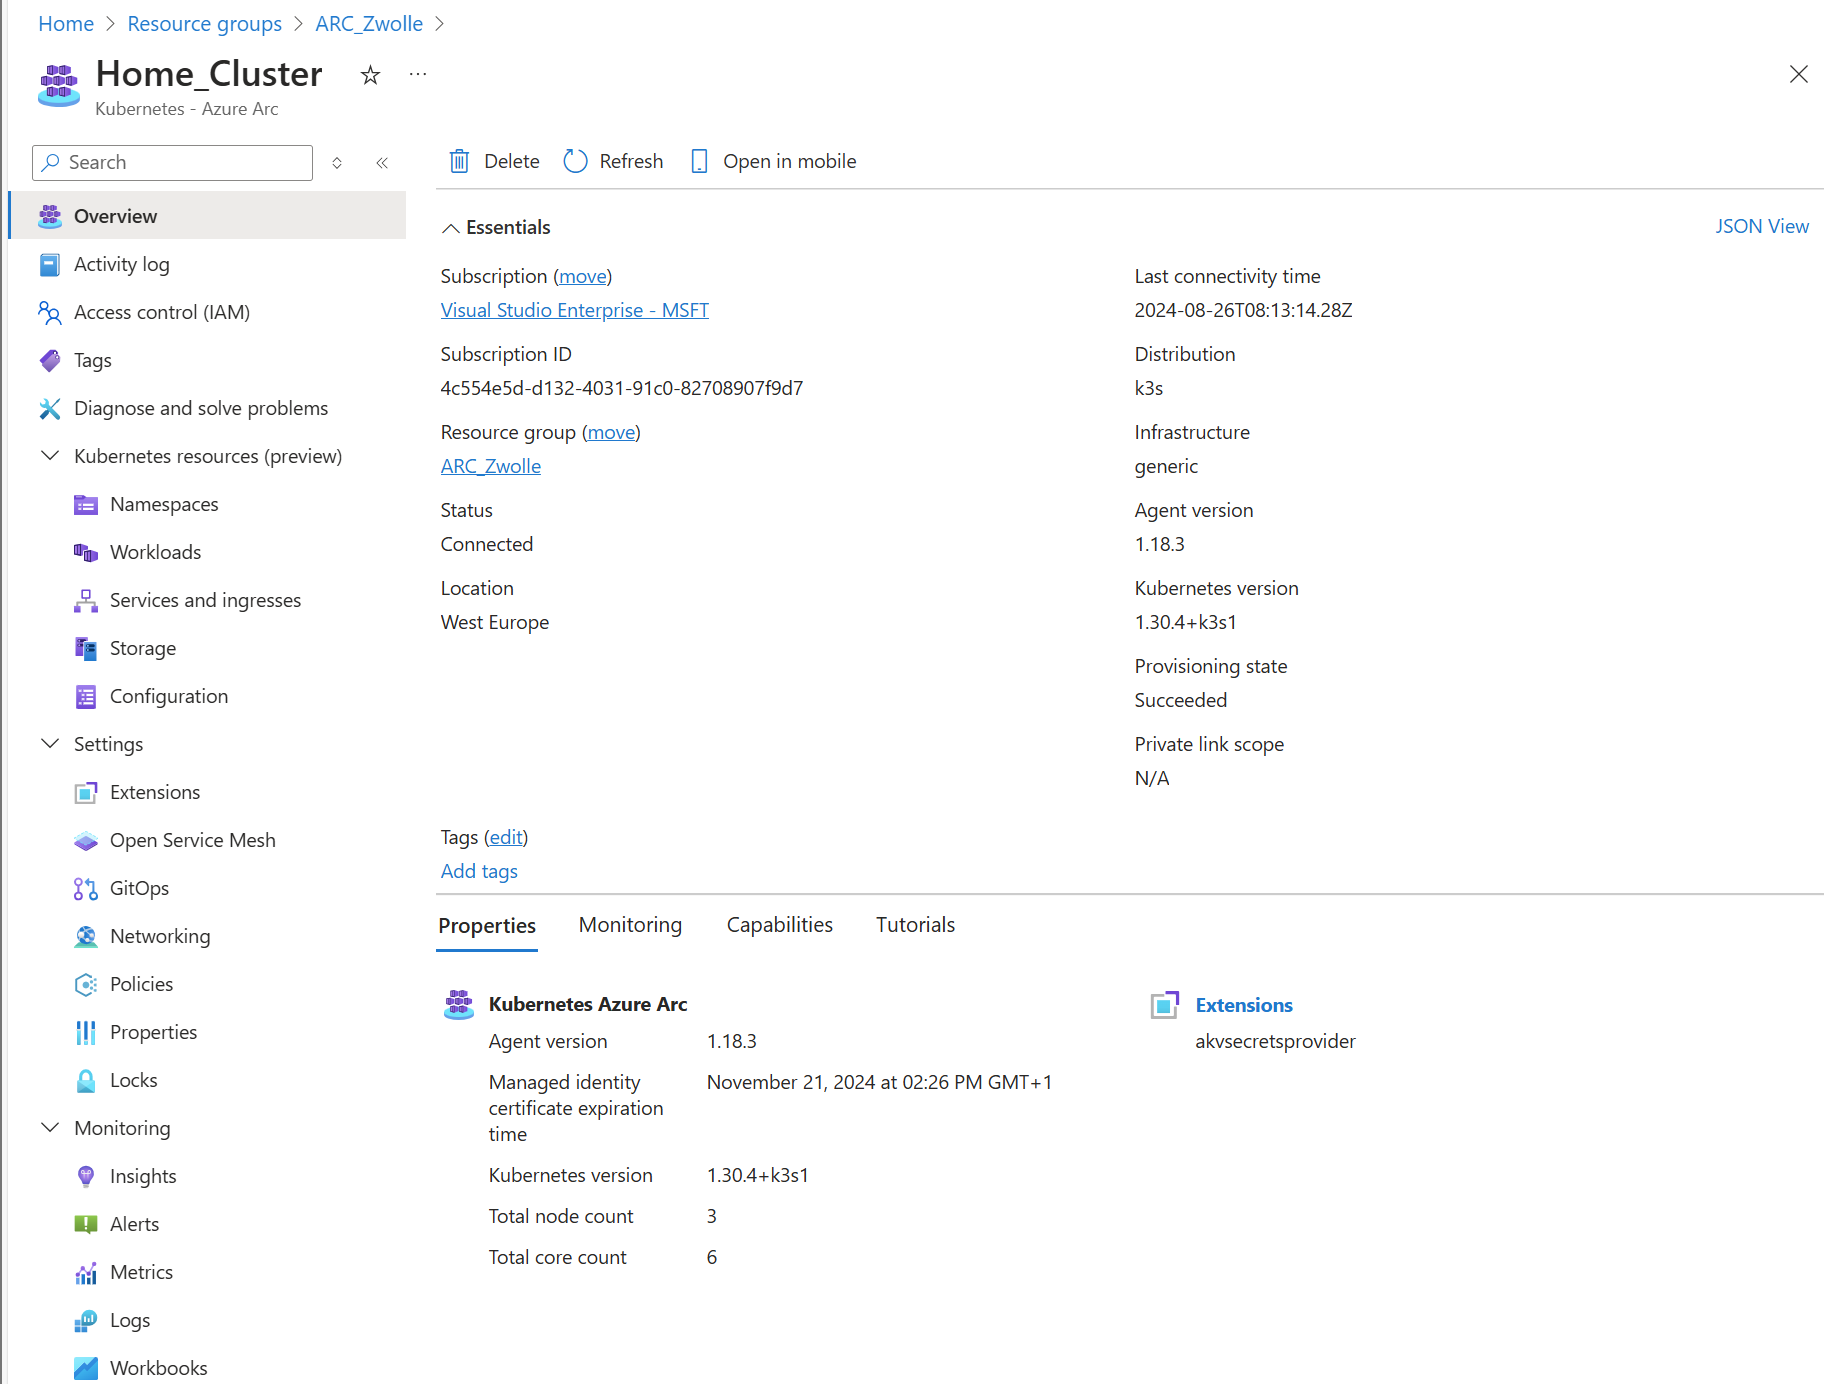 Home > Resource groups > ARC_Zwolle >
Home_Cluster
Kubernetes - Azure Arc
Search
Overview
Activity log
Access control (IAM)
Tags
Diagnose and solve problems
Kubernetes resources (preview)
Namespaces
Workloads
Services and ingresses
Storage
Configuration
Settings
Extensions
Open Service Mesh
GitOps
Networking
Policies
Properties
Locks
Monitoring
Insights
Alerts
Metrics
Logs
Workbooks
Delete Refresh Open in mobile
Essentials
JSON View
Subscription (move)
Visual Studio Enterprise - MSFT
Subscription ID
4c554e5d-d132-4031-91c0-82708907f9d7
Resource group (move)
ARC_Zwolle
Status
Connected
Location
West Europe
Last connectivity time
2024-08-26T08:13:14.28Z
Distribution
k3s
Infrastructure
generic
Agent version
1.18.3
Kubernetes version
1.30.4+k3s1
Provisioning state
Succeeded
Private link scope
N/A
Tags (edit)
Add tags
Properties Monitoring Capabilities Tutorials
Kubernetes Azure Arc
Agent version 1.18.3
Managed identity November 21, 2024 at 02:26 PM GMT+1
certificate expiration
time
Kubernetes version 1.30.4+k3s1
Total node count 3
Total core count 6
Extensions
akvsecretsprovider